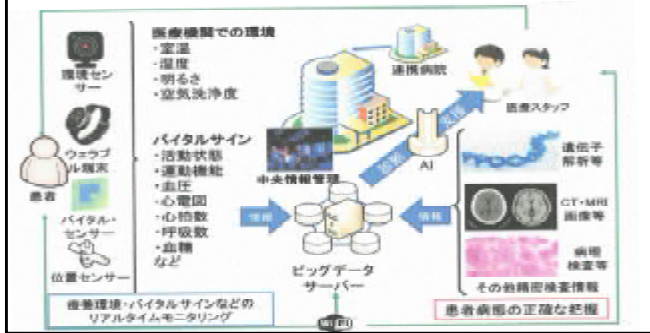 環境セン
サー
ウェラブ
ル端末
患者
バイタル・
センサー
位置センサー
医療機関での環境
・室温
・湿度
・明るさ
・空気洗浄度
バイタルサイン
・活動状態
・運動機能
・血圧
・心電図
・心拍数
・呼吸数
・血糖
など
連携病院
医療スタッフ
中央情報管理
診断
支援
AI
情報
情報
ビッグデータ
サーバー
遺伝子
解析等
CT・MRI
画像等
病理
検査等
その他精密検査情報
療養環境・バイタルサインなどの
リアルタイムモニタリング
患者病態の正確な把握
Wi Fi